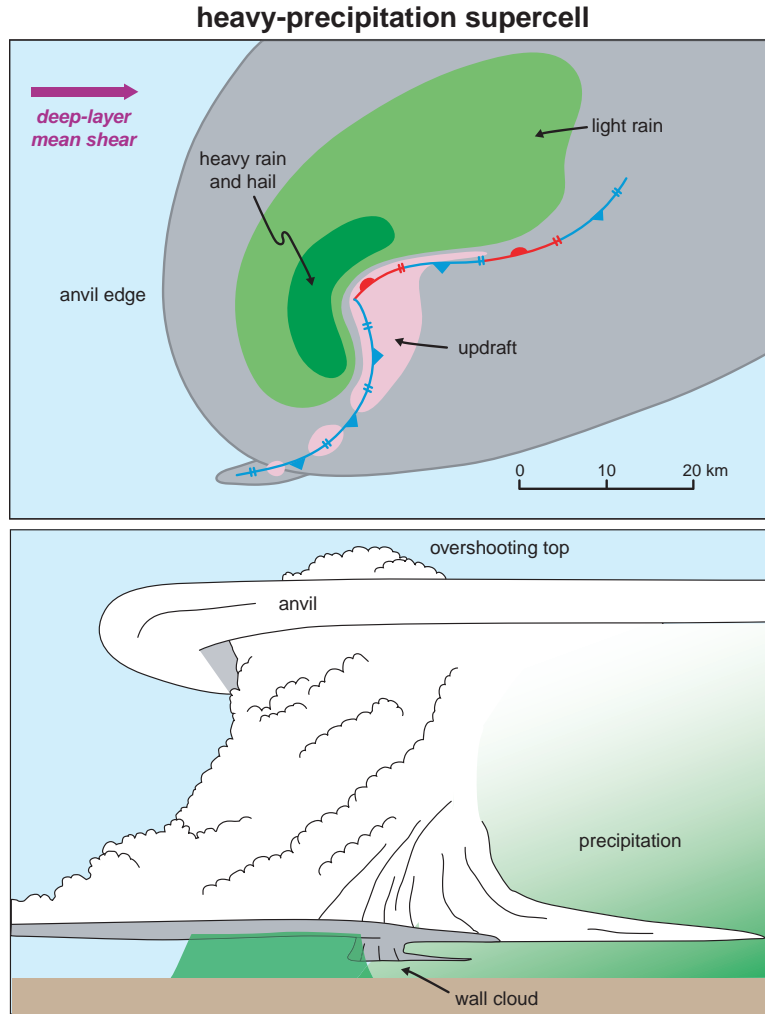 heavy-precipitation supercell
deep-layer
mean shear
heavy rain
and hail
light rain
anvil edge
updraft
0 10 20 km
overshooting top
anvil
precipitation
wall cloud